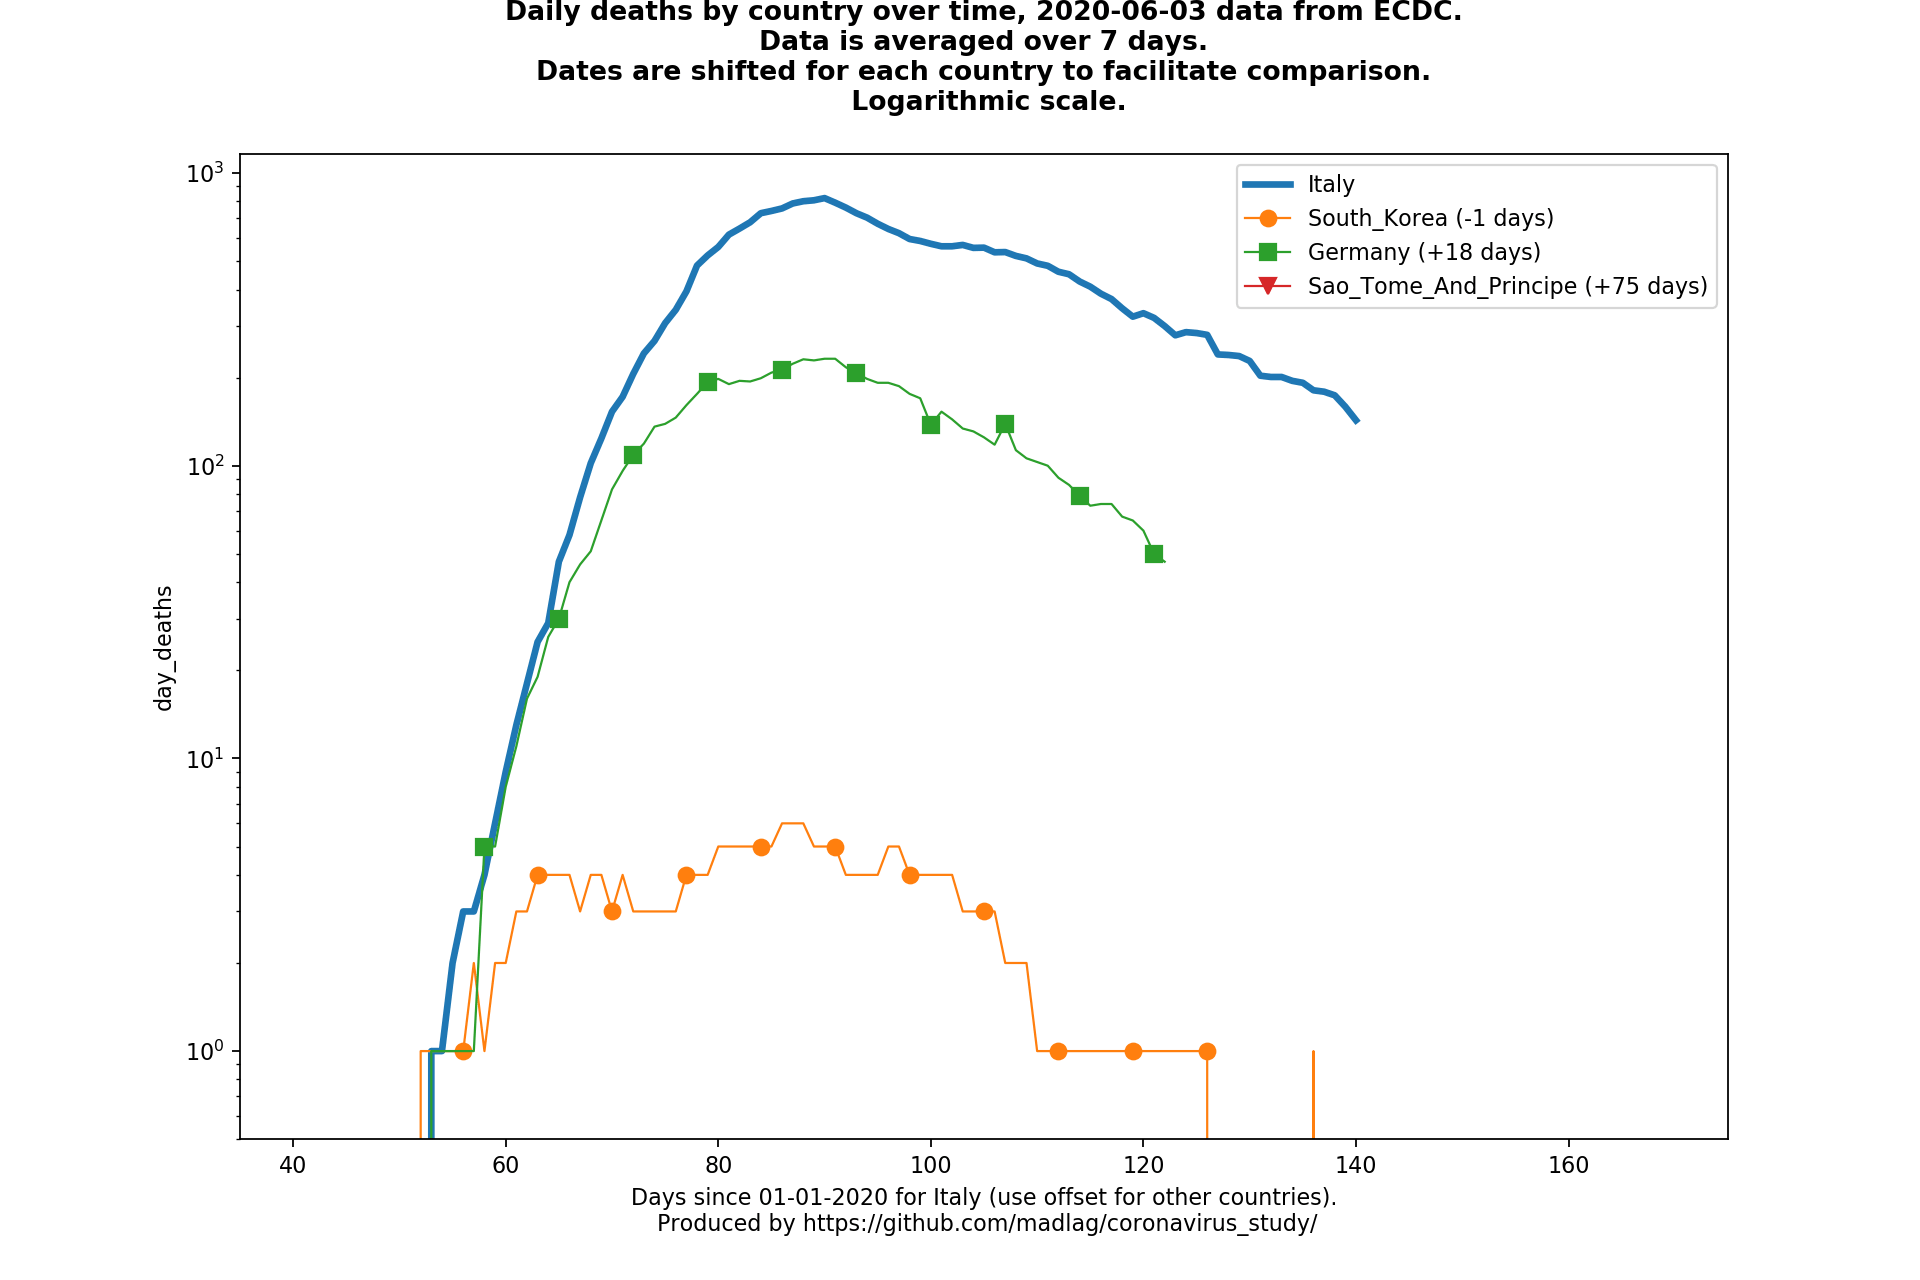 Daily deaths by country over time, 2020-06-03 data from ECDC.
Data is averaged over 7 days.
Dates are shifted for each country to facilitate comparison.
Logarithmic scale.
10³
10²
10¹
10⁰
day_deaths
Italy
South_Korea (-1 days)
Germany (+18 days)
Sao_Tome_And_Principe (+75 days)
40 60 80 100 120 140 160
Days since 01-01-2020 for Italy (use offset for other countries).
Produced by https://github.com/madlag/coronavirus_study/